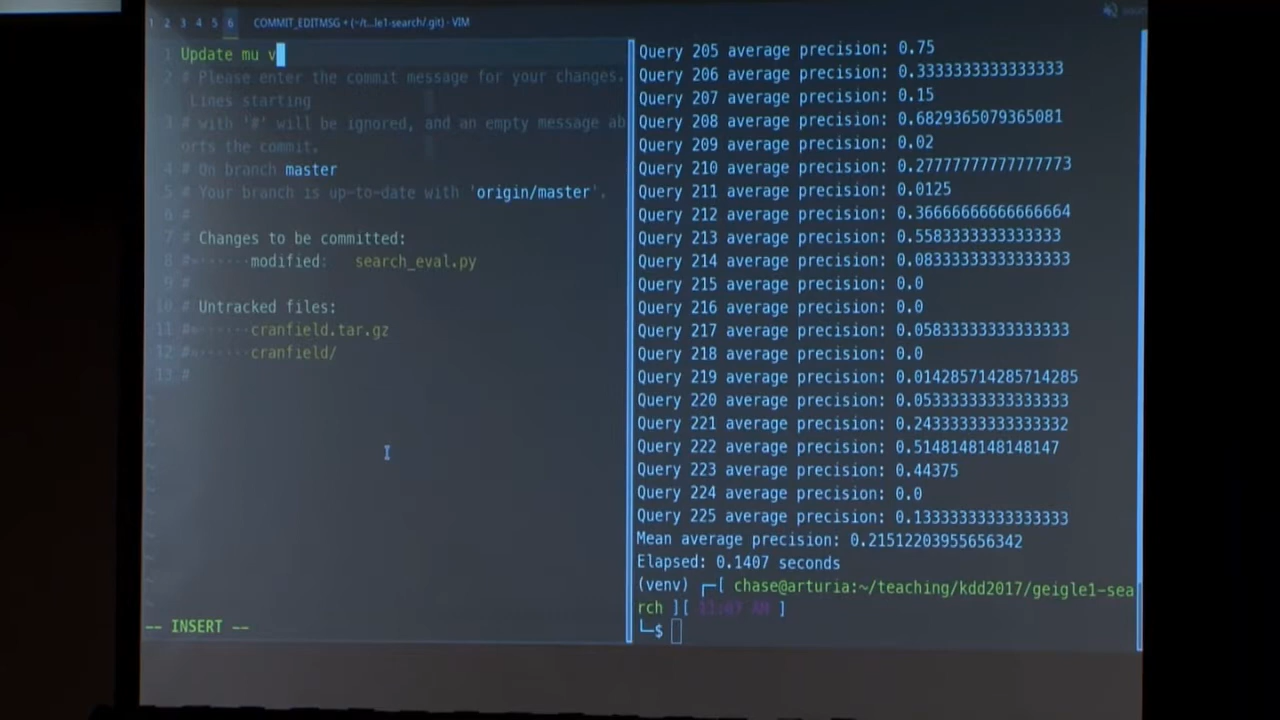 1 2 3 4 5 6 COMMIT_EDITMSG + (~/t...le1-search/.git) - VIM
1 Update mu v
2 # Please enter the commit message for your changes.
Lines starting
3 # with '#' will be ignored, and an empty message ab
orts the commit.
4 # On branch master
5 # Your branch is up-to-date with 'origin/master'.
6 #
7 # Changes to be committed:
8 # modified: search_eval.py
9 #
10 # Untracked files:
11 # cranfield.tar.gz
12 # cranfield/
13 #
-- INSERT --
Query 205 average precision: 0.75
Query 206 average precision: 0.3333333333333333
Query 207 average precision: 0.15
Query 208 average precision: 0.6829365079365081
Query 209 average precision: 0.02
Query 210 average precision: 0.27777777777777773
Query 211 average precision: 0.0125
Query 212 average precision: 0.36666666666666664
Query 213 average precision: 0.5583333333333333
Query 214 average precision: 0.08333333333333333
Query 215 average precision: 0.0
Query 216 average precision: 0.0
Query 217 average precision: 0.05833333333333333
Query 218 average precision: 0.0
Query 219 average precision: 0.014285714285714285
Query 220 average precision: 0.05333333333333333
Query 221 average precision: 0.24333333333333332
Query 222 average precision: 0.5148148148148147
Query 223 average precision: 0.44375
Query 224 average precision: 0.0
Query 225 average precision: 0.13333333333333333
Mean average precision: 0.21512203955656342
Elapsed: 0.1407 seconds
(venv) ┌─[ chase@arturia:~/teaching/kdd2017/geigle1-sea
rch ][ 11:07 AM ]
└─$